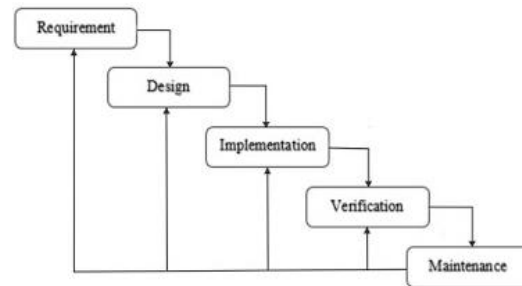 Requirement
Design
Implementation
Verification
Maintenance